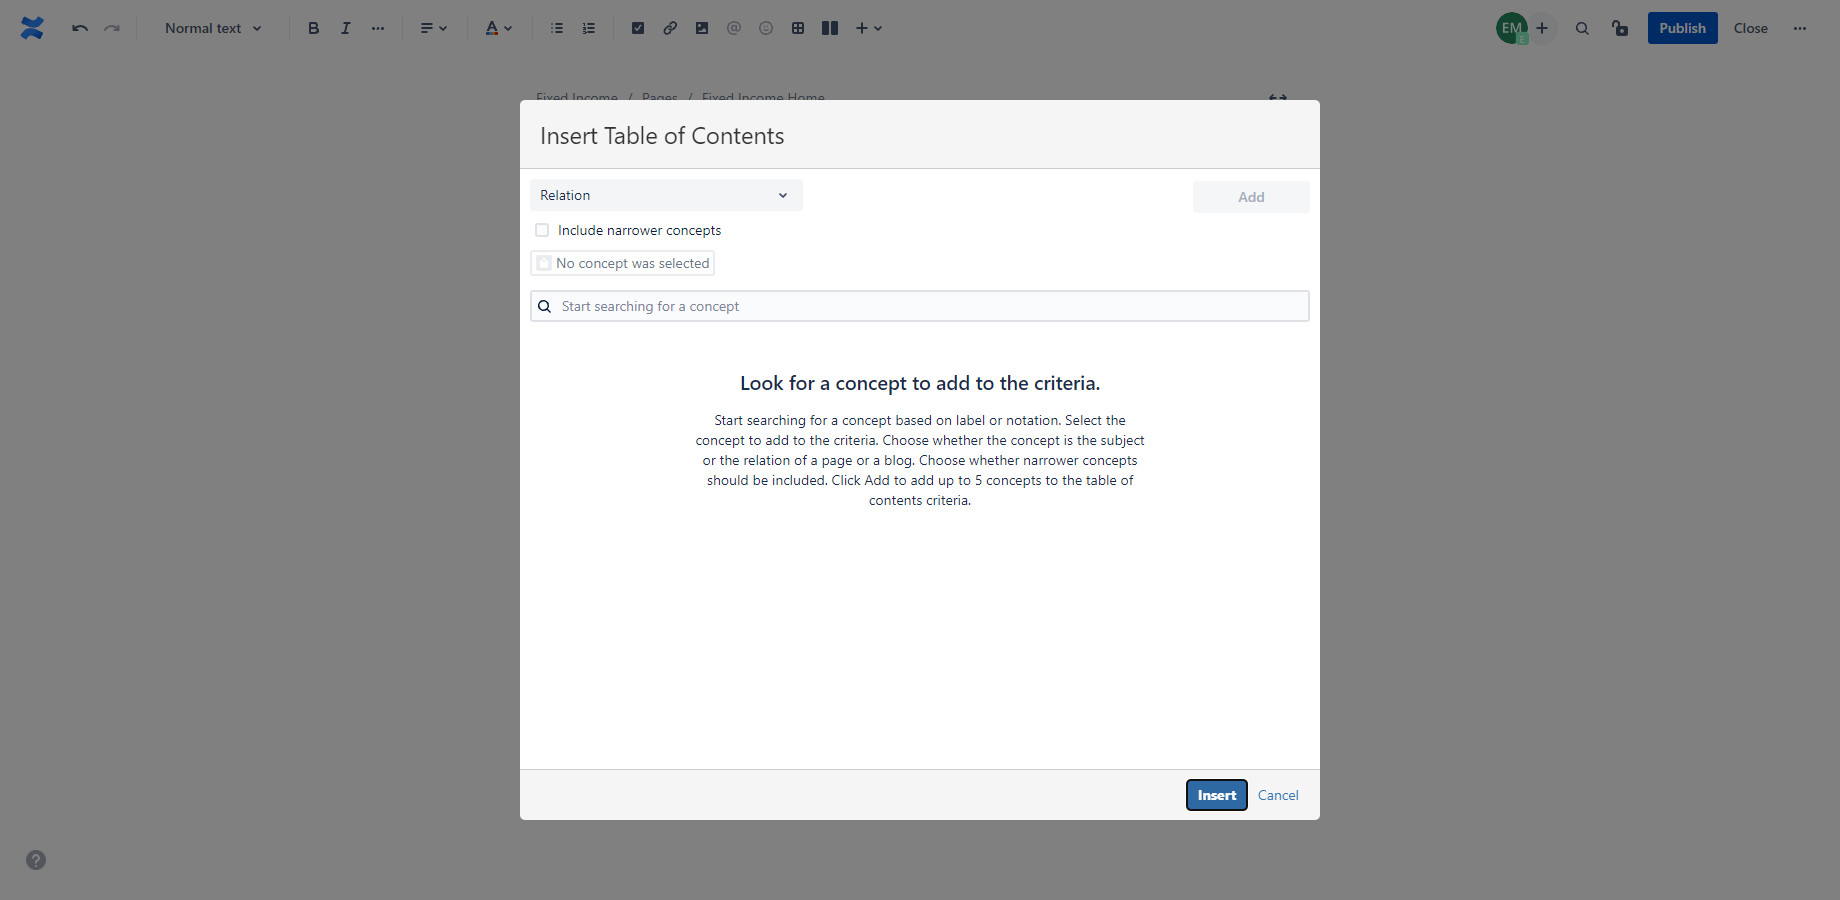 Normal text
B
I
A
@
EM
E
Publish
Close
Fixed Income / Pages / Fixed Income Home
Insert Table of Contents
Relation
Add
Include narrower concepts
No concept was selected
Start searching for a concept
Look for a concept to add to the criteria.
Start searching for a concept based on label or notation. Select the
concept to add to the criteria. Choose whether the concept is the subject
or the relation of a page or a blog. Choose whether narrower concepts
should be included. Click Add to add up to 5 concepts to the table of
contents criteria.
Insert
Cancel
?